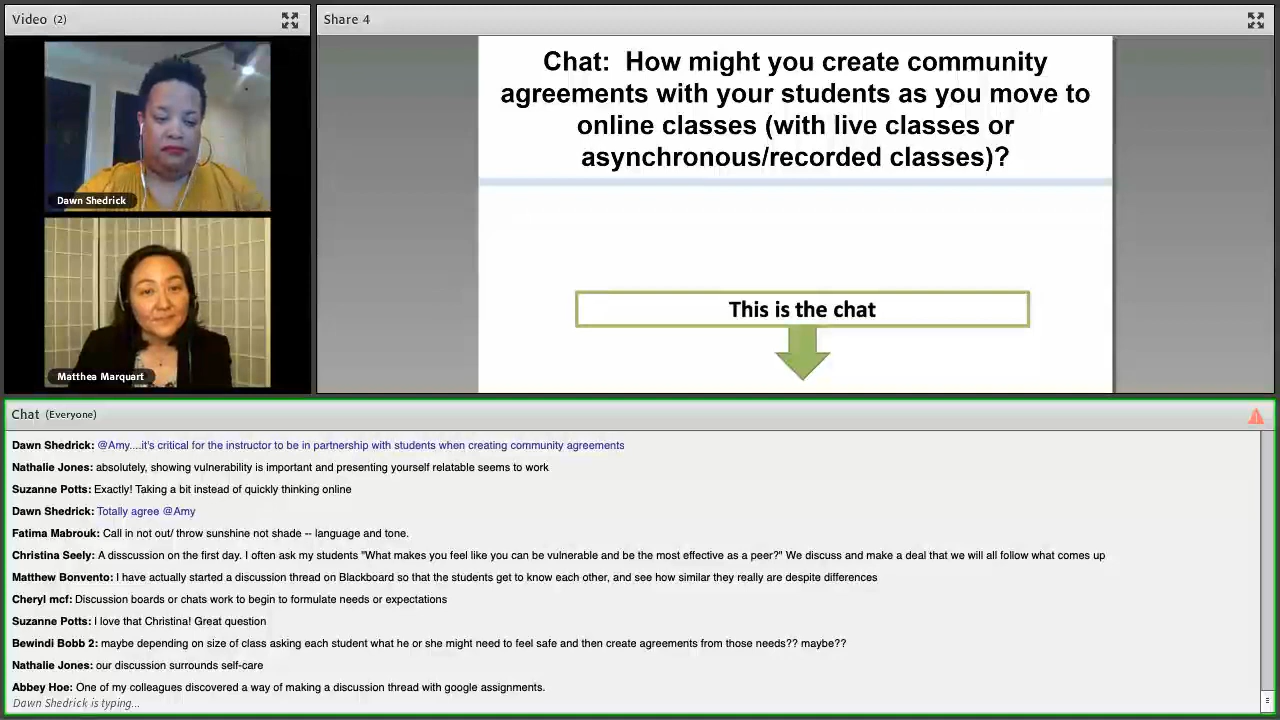 Video (2)
Dawn Shedrick
Matthea Marquart
Share 4
Chat: How might you create community
agreements with your students as you move to
online classes (with live classes or
asynchronous/recorded classes)?
This is the chat
Chat (Everyone)
Dawn Shedrick: @Amy....it's critical for the instructor to be in partnership with students when creating community agreements
Nathalie Jones: absolutely, showing vulnerability is important and presenting yourself relatable seems to work
Suzanne Potts: Exactly! Taking a bit instead of quickly thinking online
Dawn Shedrick: Totally agree @Amy
Fatima Mabrouk: Call in not out/ throw sunshine not shade -- language and tone.
Christina Seely: A disscussion on the first day. I often ask my students "What makes you feel like you can be vulnerable and be the most effective as a peer?" We discuss and make a deal that we will all follow what comes up
Matthew Bonvento: I have actually started a discussion thread on Blackboard so that the students get to know each other, and see how similar they really are despite differences
Cheryl mcf: Discussion boards or chats work to begin to formulate needs or expectations
Suzanne Potts: I love that Christina! Great question
Bewindi Bobb 2: maybe depending on size of class asking each student what he or she might need to feel safe and then create agreements from those needs?? maybe??
Nathalie Jones: our discussion surrounds self-care
Abbey Hoe: One of my colleagues discovered a way of making a discussion thread with google assignments.
Dawn Shedrick is typing...